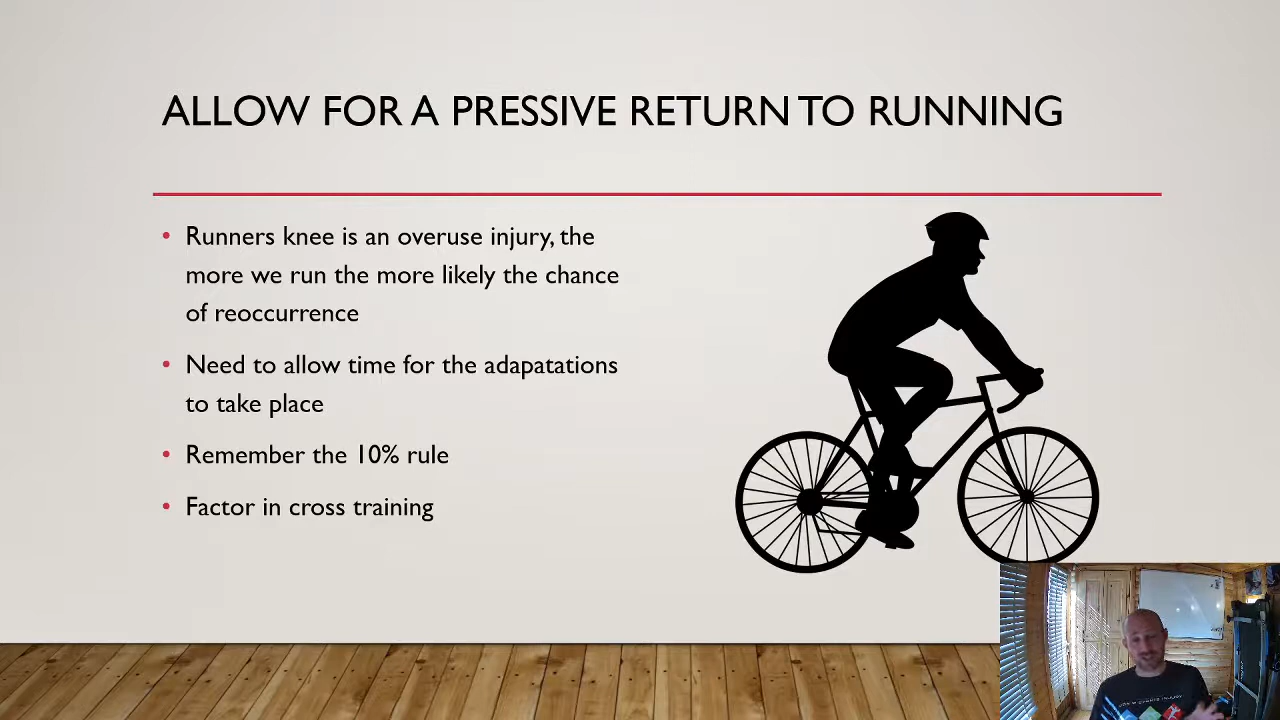 ALLOW FOR A PRESSIVE RETURN TO RUNNING
• Runners knee is an overuse injury, the
more we run the more likely the chance
of reoccurrence
• Need to allow time for the adapatations
to take place
• Remember the 10% rule
• Factor in cross training